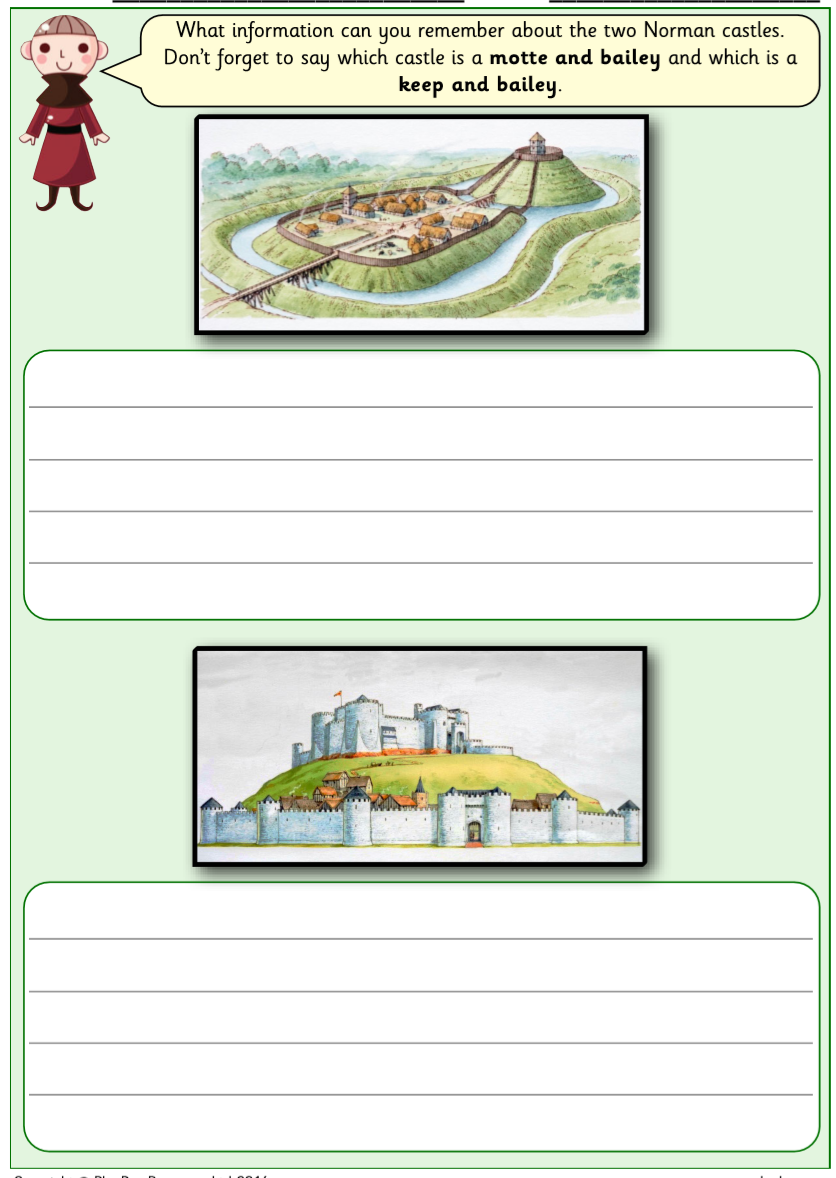 What information can you remember about the two Norman castles.
Don't forget to say which castle is a motte and bailey and which is a
keep and bailey.